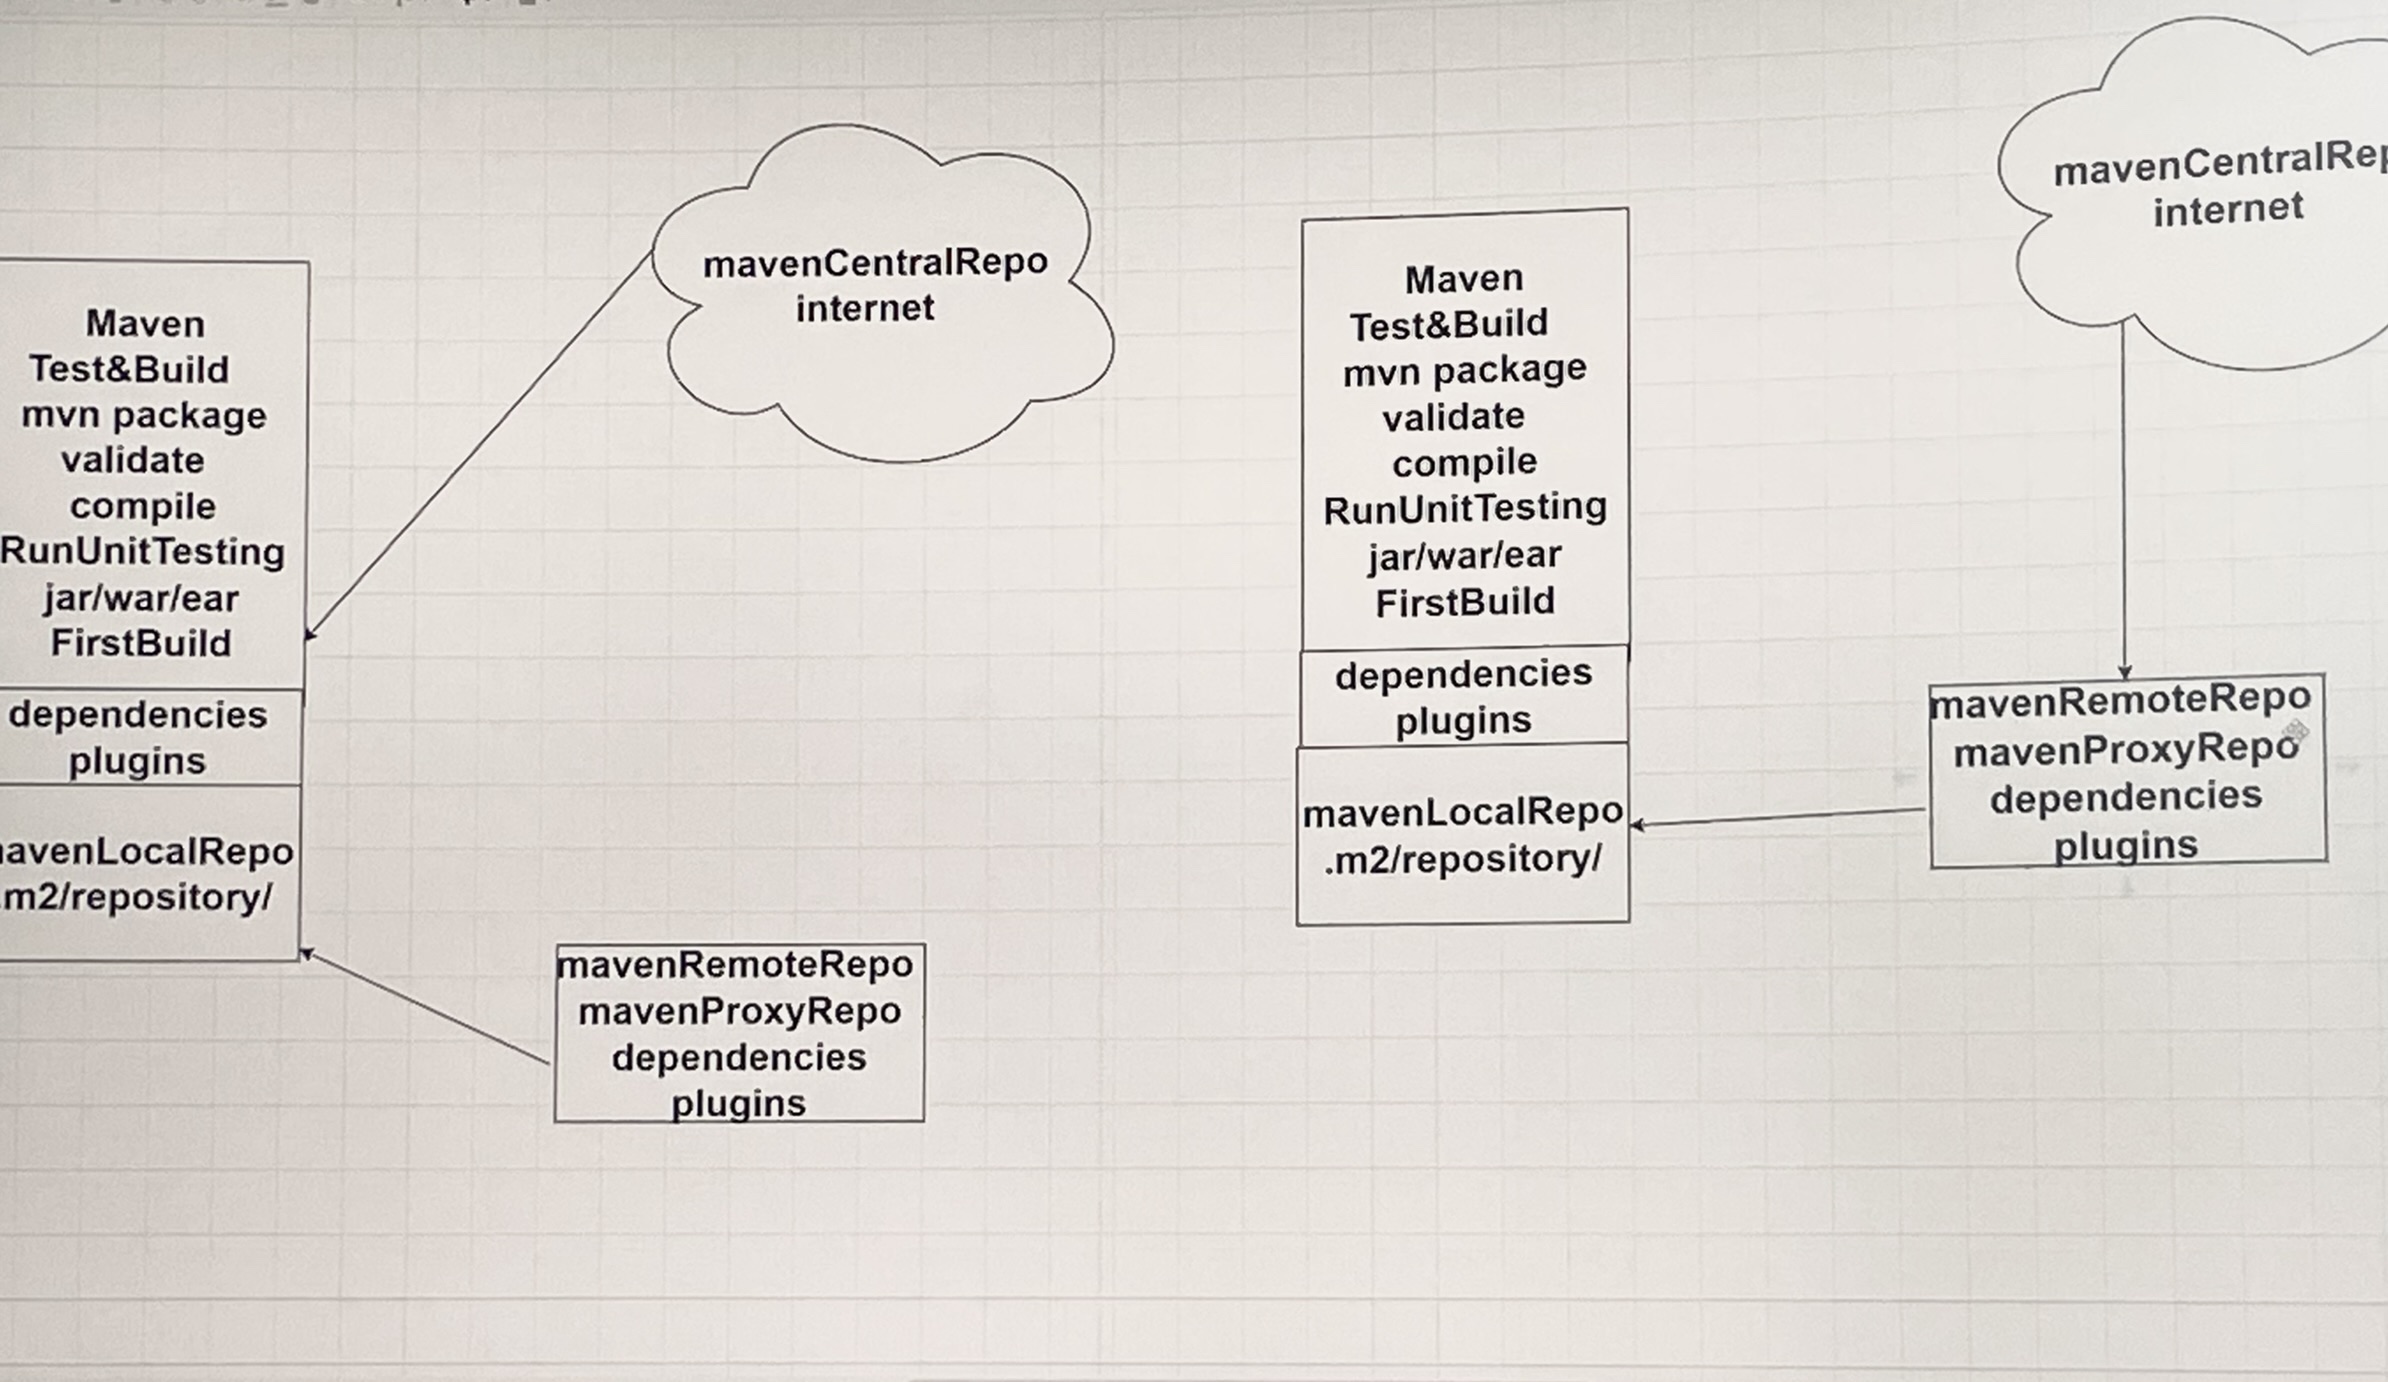 Maven
Test&Build
mvn package
validate
compile
RunUnitTesting
jar/war/ear
FirstBuild
dependencies
plugins
avenLocalRepo
.m2/repository/
mavenCentralRepo
internet
mavenRemoteRepo
mavenProxyRepo
dependencies
plugins
Maven
Test&Build
mvn package
validate
compile
RunUnitTesting
jar/war/ear
FirstBuild
dependencies
plugins
mavenLocalRepo
.m2/repository/
mavenCentralRep
internet
mavenRemoteRepo
mavenProxyRepo
dependencies
plugins